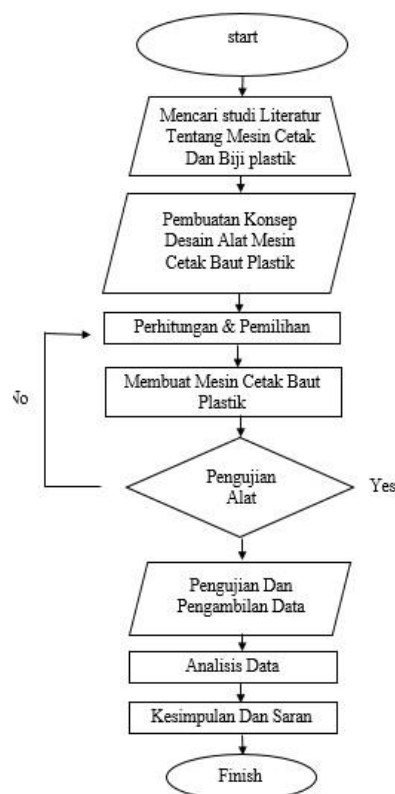 start
Mencari studi Literatur
Tentang Mesin Cetak
Dan Biji plastik
Pembuatan Konsep
Desain Alat Mesin
Cetak Baut Plastik
Perhitungan & Pemilihan
Membuat Mesin Cetak Baut
Plastik
No
Pengujian
Alat
Yes
Pengujian Dan
Pengambilan Data
Analisis Data
Kesimpulan Dan Saran
Finish